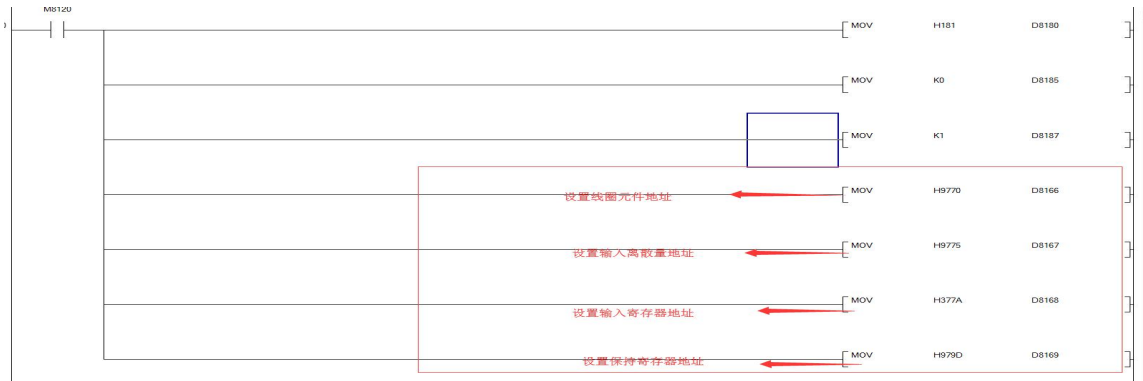 M8120
MOV H181 D8180
MOV K0 D8185
MOV K1 D8187
设置线圈元件地址 MOV H9770 D8166
设置输入离散量地址 MOV H9775 D8167
设置输入寄存器地址 MOV H377A D8168
设置保持寄存器地址 MOV H979D D8169